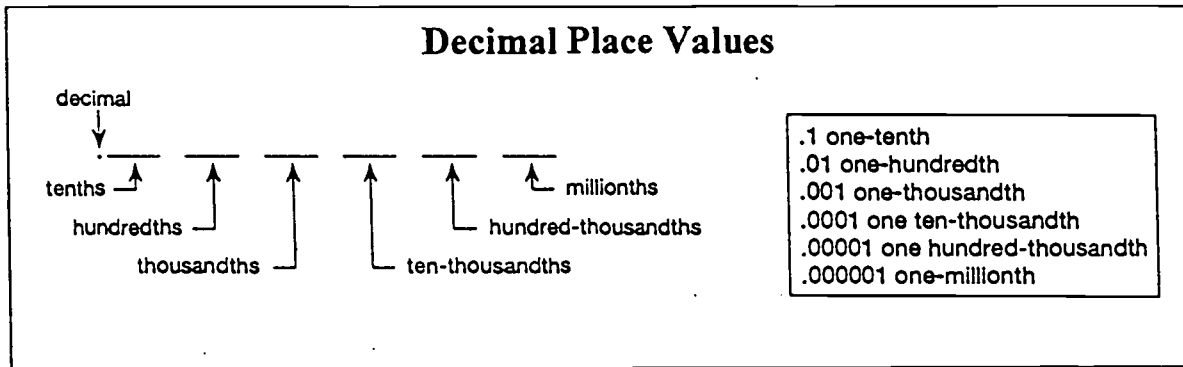 Decimal Place Values
decimal
.
tenths
millionths
hundredths
hundred-thousandths
thousandths
ten-thousandths
.1 one-tenth
.01 one-hundredth
.001 one-thousandth
.0001 one ten-thousandth
.00001 one hundred-thousandth
.000001 one-millionth